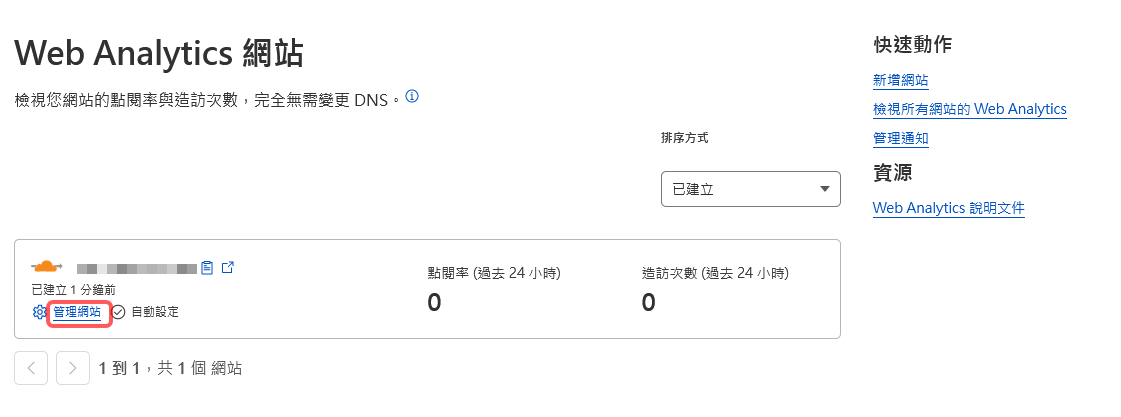 Web Analytics 網站
檢視您網站的點閱率與造訪次數，完全無需變更 DNS。
排序方式
已建立
已建立 1 分鐘前
管理網站 自動設定
點閱率 (過去 24 小時)
0
造訪次數 (過去 24 小時)
0
1 到 1，共 1 個 網站
快速動作
新增網站
檢視所有網站的 Web Analytics
管理通知
資源
Web Analytics 說明文件